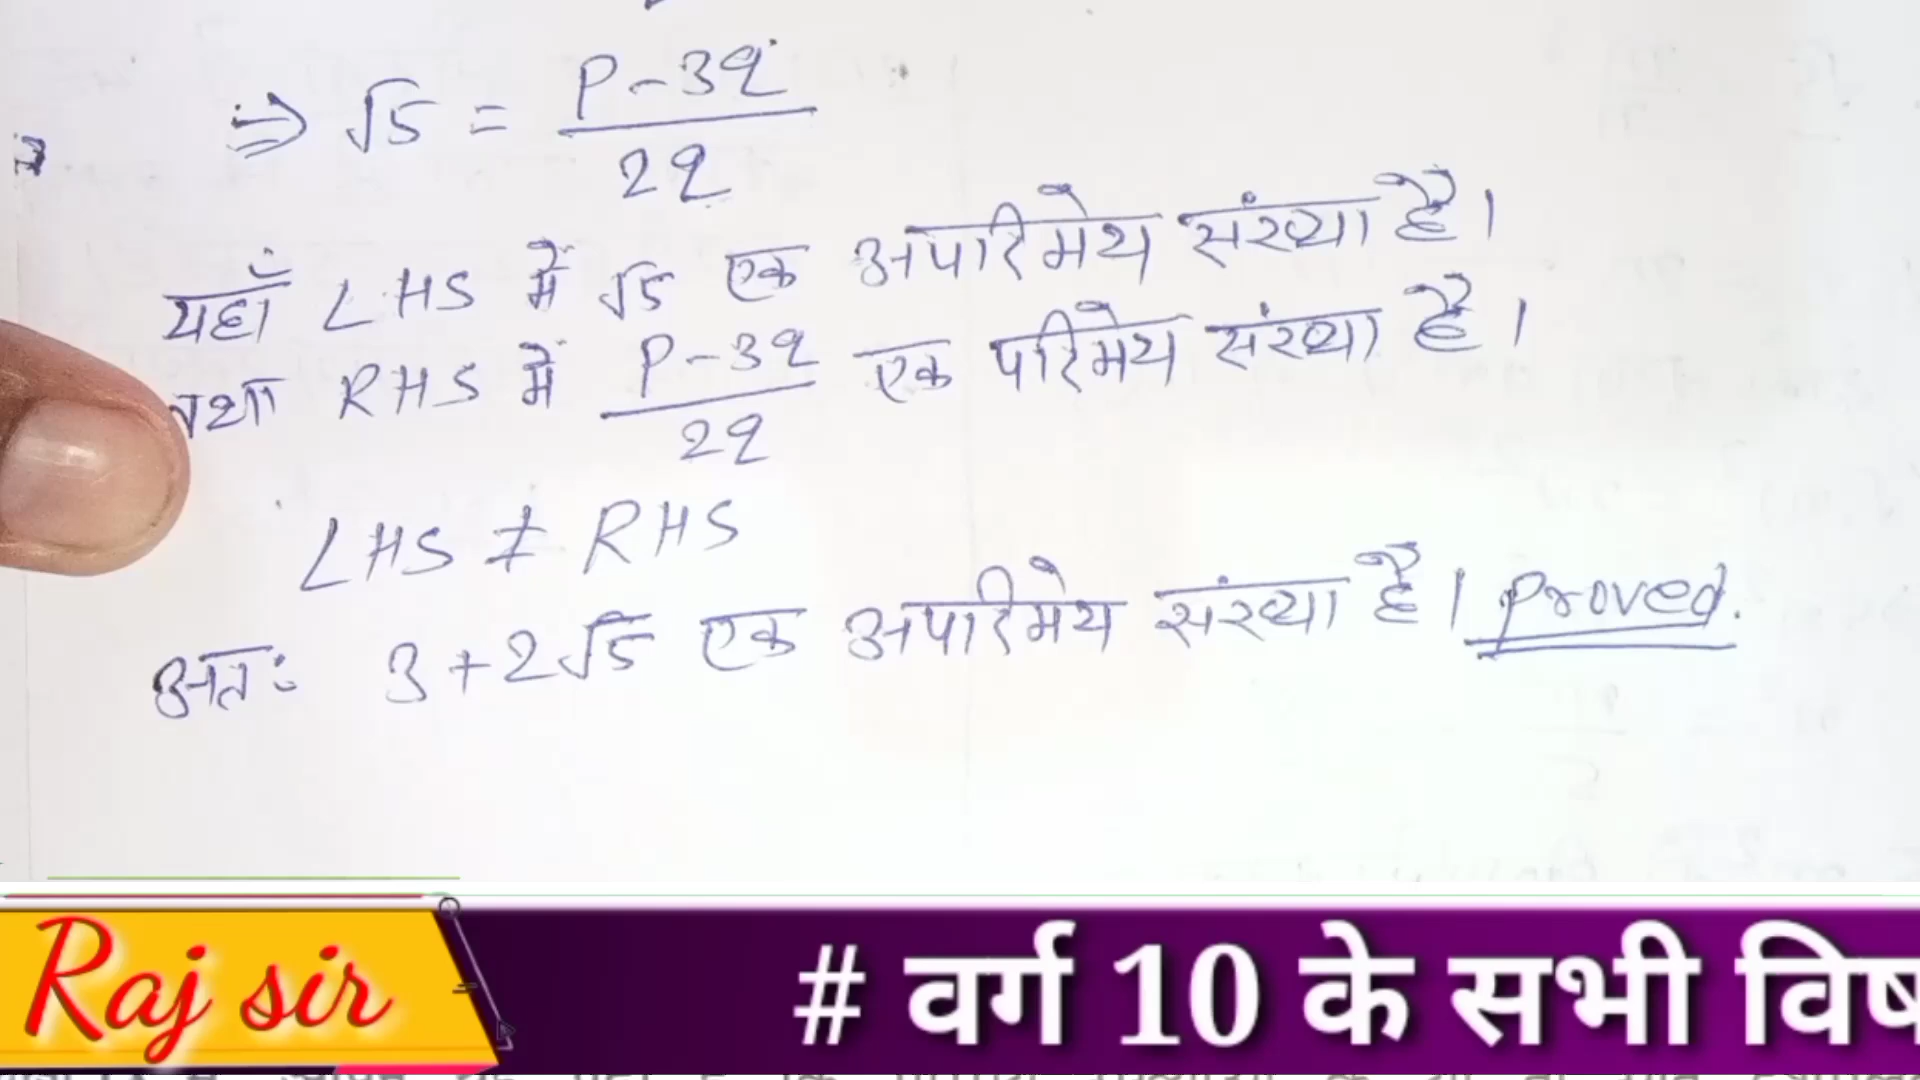 ⇒ √5 = P-3q / 2q
यहाँ LHS में √5 एक अपरिमेय संख्या है।
तथा RHS में P-3q / 2q एक परिमेय संख्या है।
LHS ≠ RHS
अतः 3+2√5 एक अपरिमेय संख्या है। proved.
Raj sir
# वर्ग 10 के सभी विष